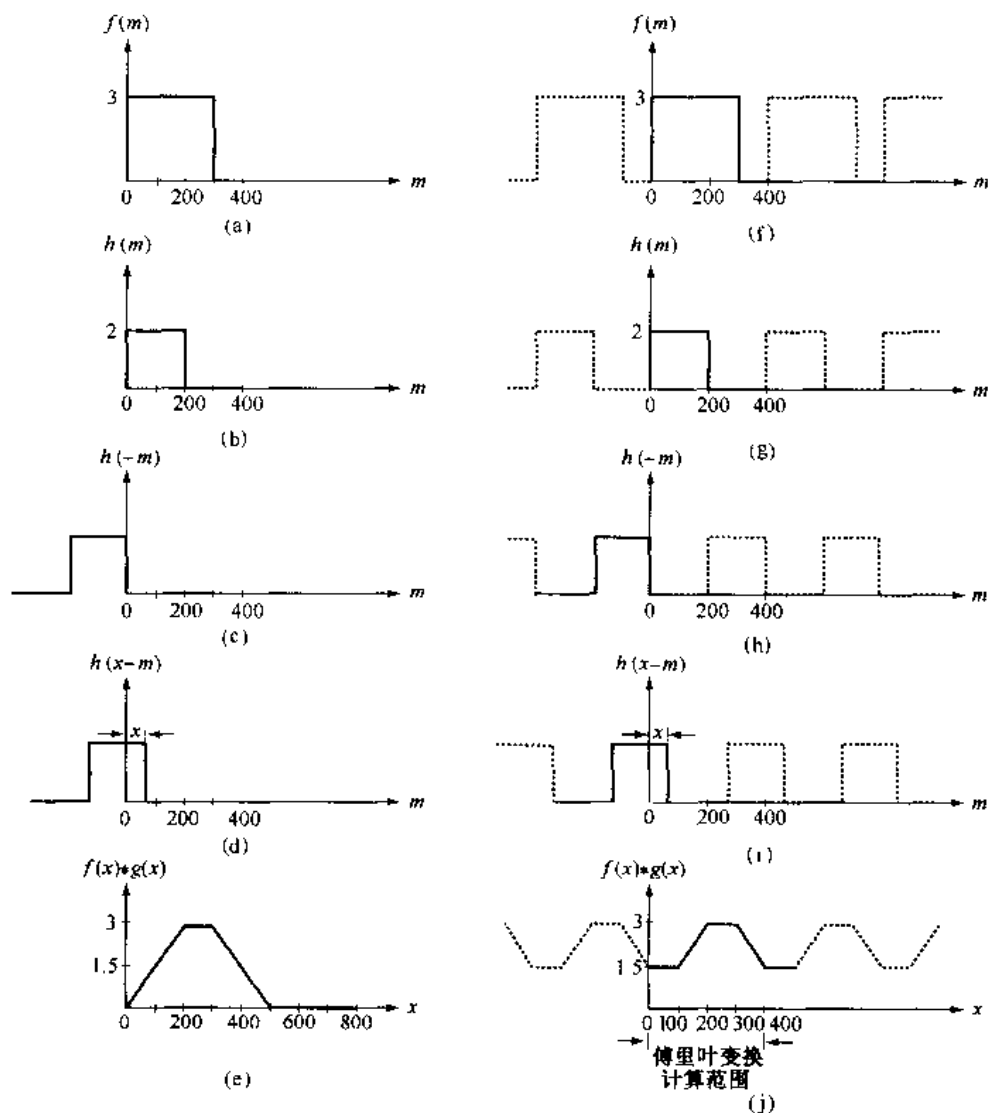 f(m)
3
0 200 400 m
(a)
h(m)
2
0 200 400 m
(b)
h(-m)
0 200 400 m
(c)
h(x-m)
x
0 200 400 m
(d)
f(x)*g(x)
3
1.5
0 200 400 600 800 x
(e)
f(m)
3
0 200 400 m
(f)
h(m)
2
0 200 400 m
(g)
h(-m)
0 200 400 m
(h)
h(x-m)
x
0 200 400 m
(i)
f(x)*g(x)
3
1 5
0 100 200 300 400 x
傅里叶变换
计算范围
(j)